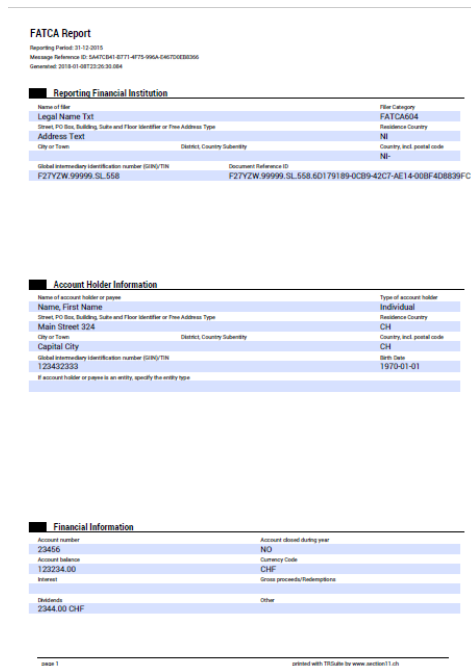 FATCA Report
Reporting Period: 31-12-2015
Message Reference ID: 5A47CB41-B771-4F75-996A-E467D0EB8366
Generated: 2018-01-08T23:26:30.084
Reporting Financial Institution
Name of filer Filer Category
Legal Name Txt FATCA604
Street, PO Box, Building, Suite and Floor Identifier or Free Address Type Residence Country
Address Text NI
City or Town District, Country Subentity Country, incl. postal code
NI-
Global Intermediary Identification number (GIIN)/TIN Document Reference ID
F27YZW.99999.SL.558 F27YZW.99999.SL.558.6D179189-0CB9-42C7-AE14-00BF4D8839FC
Account Holder Information
Name of account holder or payee Type of account holder
Name, First Name Individual
Street, PO Box, Building, Suite and Floor Identifier or Free Address Type Residence Country
Main Street 324 CH
City or Town District, Country Subentity Country, incl. postal code
Capital City CH
Global Intermediary Identification number (GIIN)/TIN Birth Date
123432333 1970-01-01
If account holder or payee is an entity, specify the entity type
Financial Information
Account number Account closed during year
23456 NO
Account balance Currency Code
123234.00 CHF
Interest Gross proceeds/Redemptions
Dividends Other
2344.00 CHF
page 1 printed with TRSuite by www.section11.ch